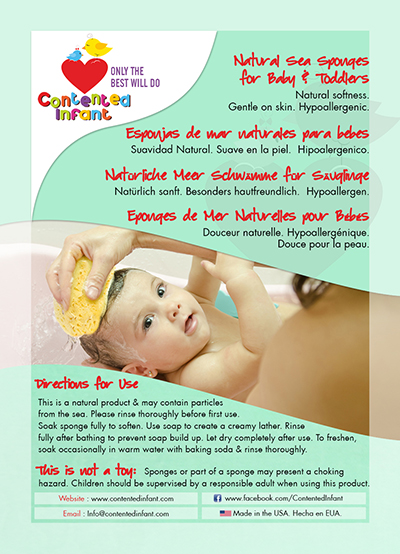 ONLY THE
BEST WILL DO
Contented
Infant
Natural Sea Sponges
for Baby & Toddlers
Natural softness.
Gentle on skin. Hypoallergenic.
Esponjas de mar naturales para bebes
Suavidad Natural. Suave en la piel. Hipoalergenico.
Natürliche Meer Schwämme for Säuglinge
Natürlich sanft. Besonders hautfreundlich. Hypoallergen.
Eponges de Mer Naturelles pour Bébés
Douceur naturelle. Hypoallergénique.
Douce pour la peau.
Directions for Use
This is a natural product & may contain particles
from the sea. Please rinse thoroughly before first use.
Soak sponge fully to soften. Use soap to create a creamy lather. Rinse
fully after bathing to prevent soap build up. Let dry completely after use. To freshen,
soak occasionally in warm water with baking soda & rinse thoroughly.
This is not a toy: Sponges or part of a sponge may present a choking
hazard. Children should be supervised by a responsible adult when using this product.
Website : www.contentedinfant.com
f www.facebook.com/ContentedInfant
Email : Info@contentedinfant.com
Made in the USA. Hecha en EUA.